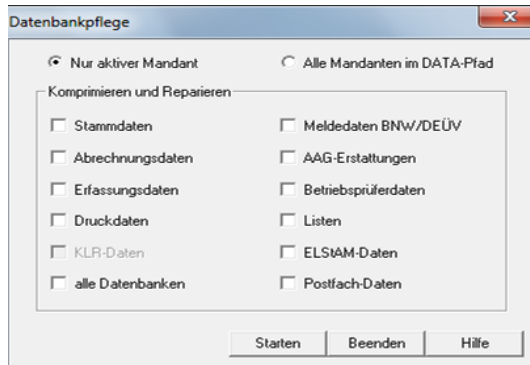 Datenbankpflege
Nur aktiver Mandant
Alle Mandanten im DATA-Pfad
Komprimieren und Reparieren
Stammdaten
Meldedaten BNW/DEÜV
Abrechnungsdaten
AAG-Erstattungen
Erfassungsdaten
Betriebsprüferdaten
Druckdaten
Listen
KLR-Daten
ELStAM-Daten
alle Datenbanken
Postfach-Daten
Starten
Beenden
Hilfe